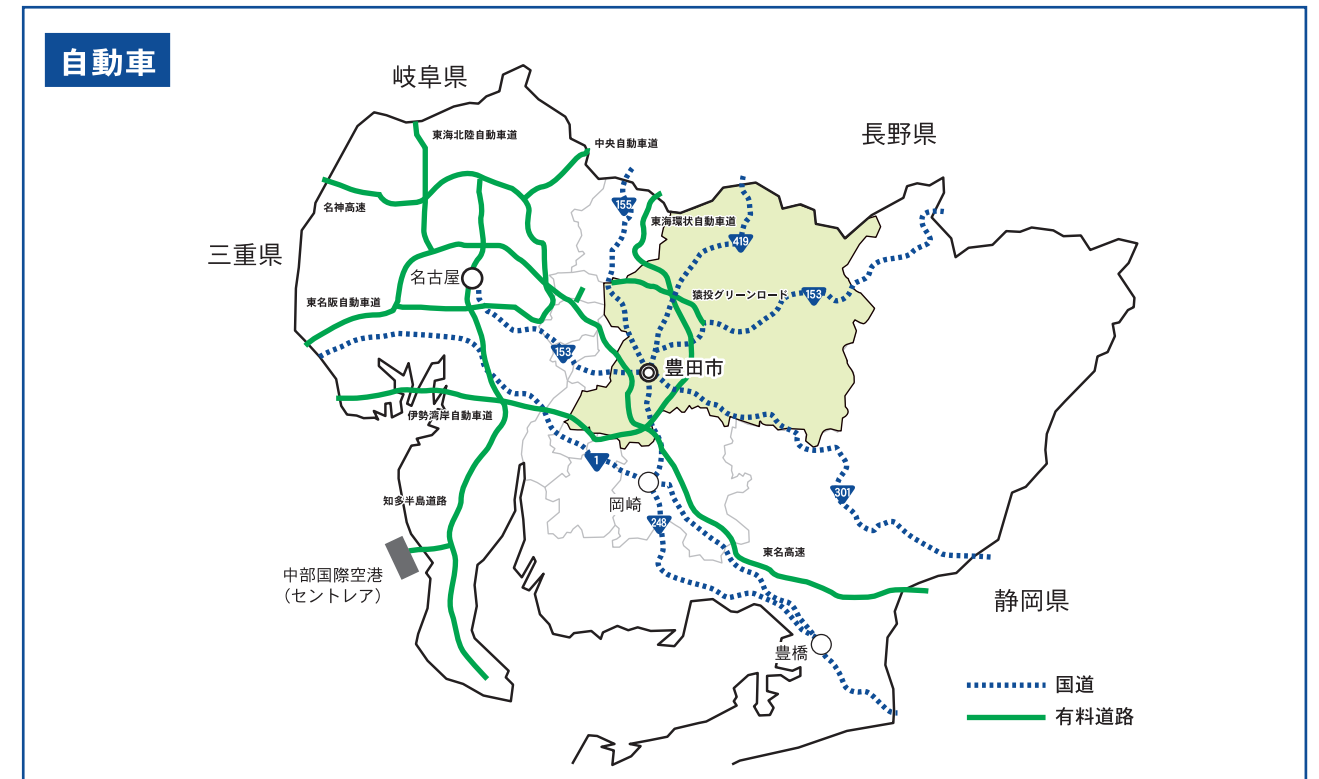 自動車
岐阜県
東海北陸自動車道
中央自動車道
長野県
名神高速
155
東海環状自動車道
419
三重県
名古屋
猿投グリーンロード
153
東名阪自動車道
153
豊田市
伊勢湾岸自動車道
1
301
知多半島道路
岡崎
248
東名高速
中部国際空港
（セントレア）
静岡県
豊橋
国道
有料道路